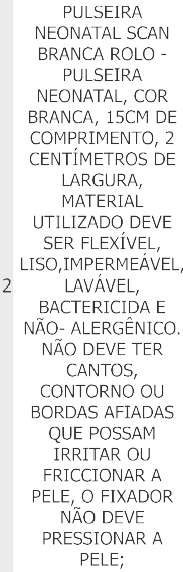 PULSEIRA
NEONATAL SCAN
BRANCA ROLO -
PULSEIRA
NEONATAL, COR
BRANCA, 15CM DE
COMPRIMENTO, 2
CENTÍMETROS DE
LARGURA,
MATERIAL
UTILIZADO DEVE
SER FLEXÍVEL,
LISO,IMPERMEÁVEL,
2 LAVÁVEL,
BACTERICIDA E
NÃO- ALERGÊNICO.
NÃO DEVE TER
CANTOS,
CONTORNO OU
BORDAS AFIADAS
QUE POSSAM
IRRITAR OU
FRICCIONAR A
PELE, O FIXADOR
NÃO DEVE
PRESSIONAR A
PELE;